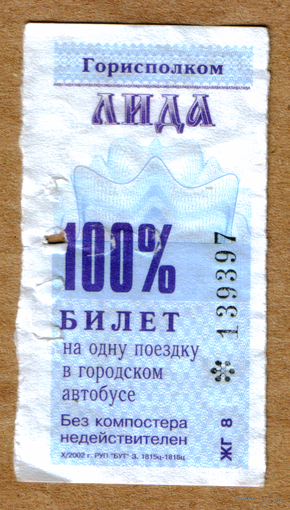 Горисполком
ЛИДА
100%
БИЛЕТ
на одну поездку
в городском
автобусе
Без компостера
недействителен
X/2002 г. РУП "БУГ" З. 1815ц-1816ц
139397
ЖГ 8